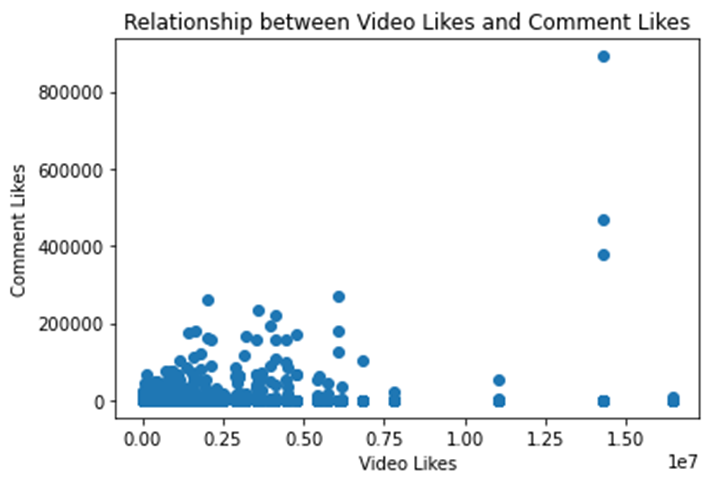 Relationship between Video Likes and Comment Likes
Comment Likes
800000
600000
400000
200000
0
0.00 0.25 0.50 0.75 1.00 1.25 1.50
1e7
Video Likes